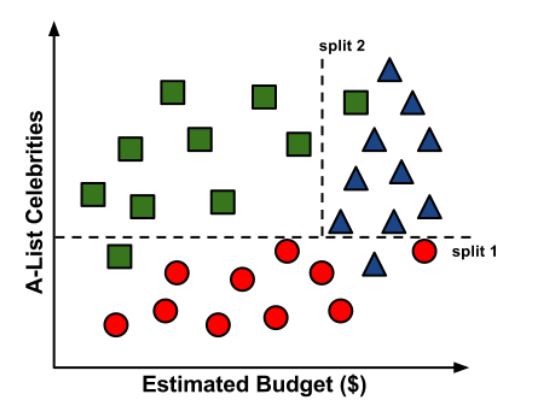 split 2
A-List Celebrities
split 1
Estimated Budget ($)